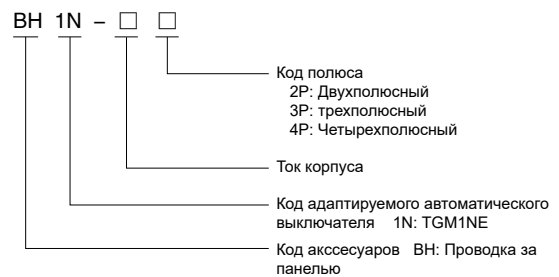 BH 1N – □ □
Код полюса
2P: Двухполюсный
3P: трехполюсный
4P: Четырехполюсный
Ток корпуса
Код адаптируемого автоматического
выключателя 1N: TGM1NE
Код акссесуаров BH: Проводка за
панелью